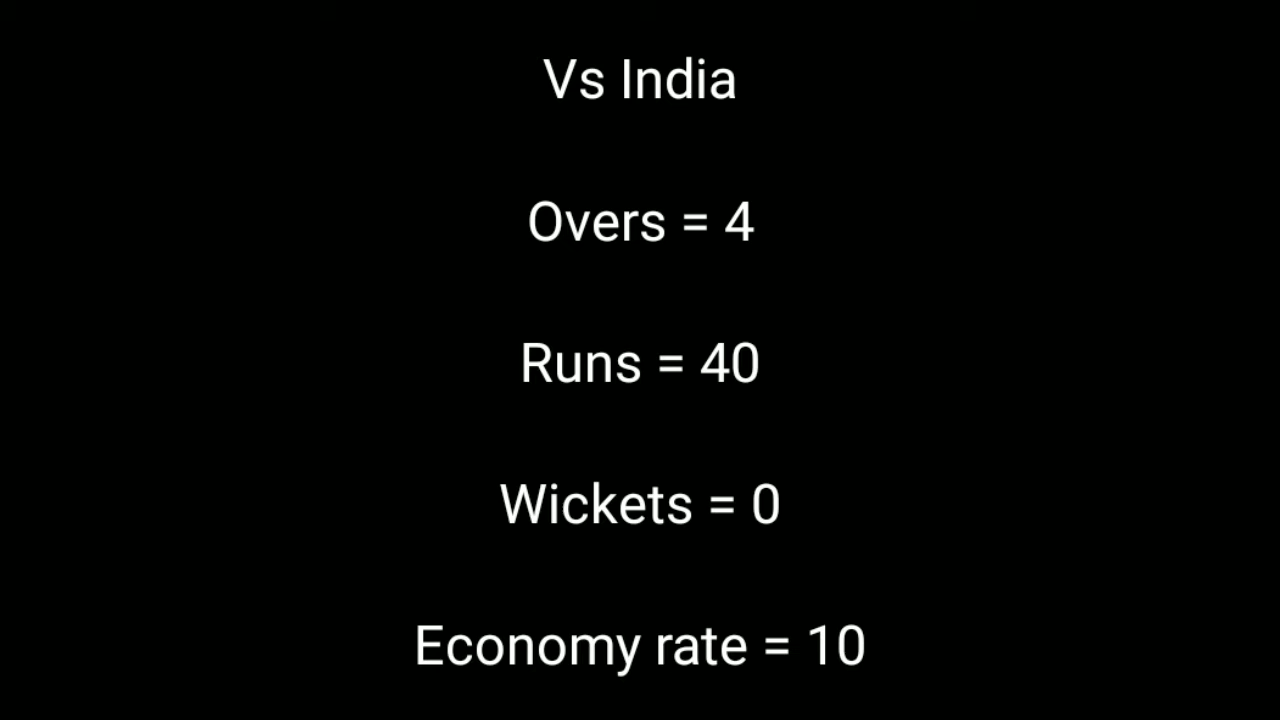 Vs India
Overs = 4
Runs = 40
Wickets = 0
Economy rate = 10